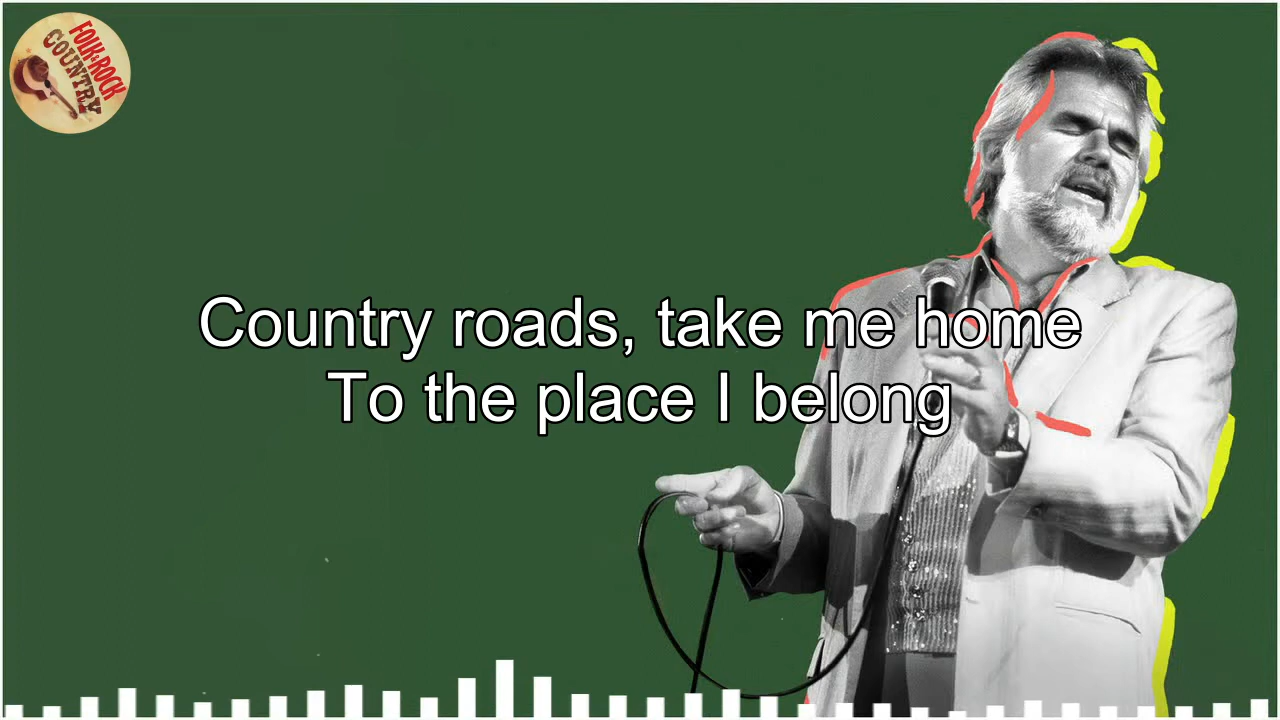 FOLK-ROCK
COUNTRY
Country roads, take me home
To the place I belong